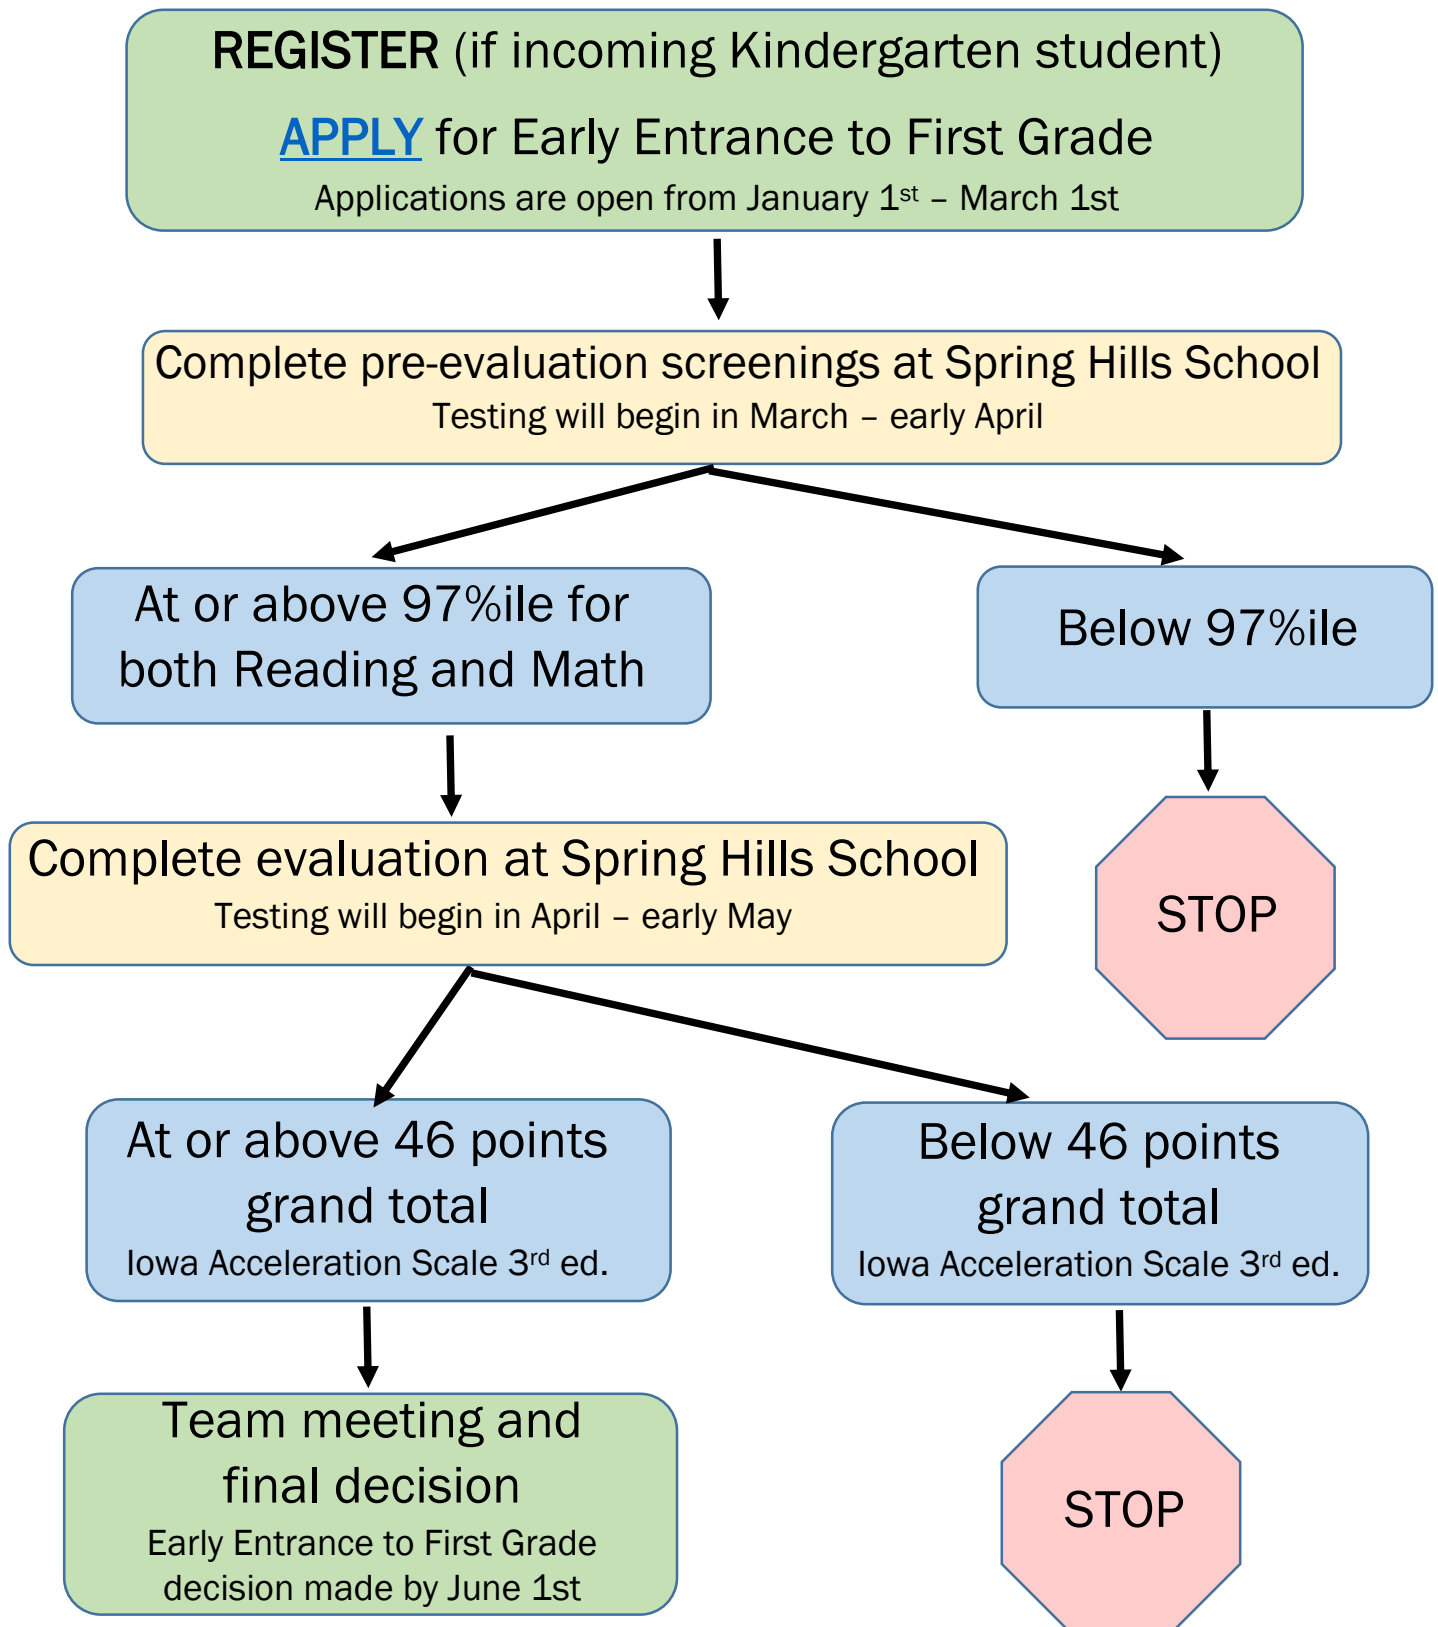 REGISTER (if incoming Kindergarten student)
APPLY for Early Entrance to First Grade
Applications are open from January 1st – March 1st
Complete pre-evaluation screenings at Spring Hills School
Testing will begin in March – early April
At or above 97%ile for
both Reading and Math
Below 97%ile
Complete evaluation at Spring Hills School
Testing will begin in April – early May
STOP
At or above 46 points
grand total
Iowa Acceleration Scale 3rd ed.
Below 46 points
grand total
Iowa Acceleration Scale 3rd ed.
Team meeting and
final decision
Early Entrance to First Grade
decision made by June 1st
STOP